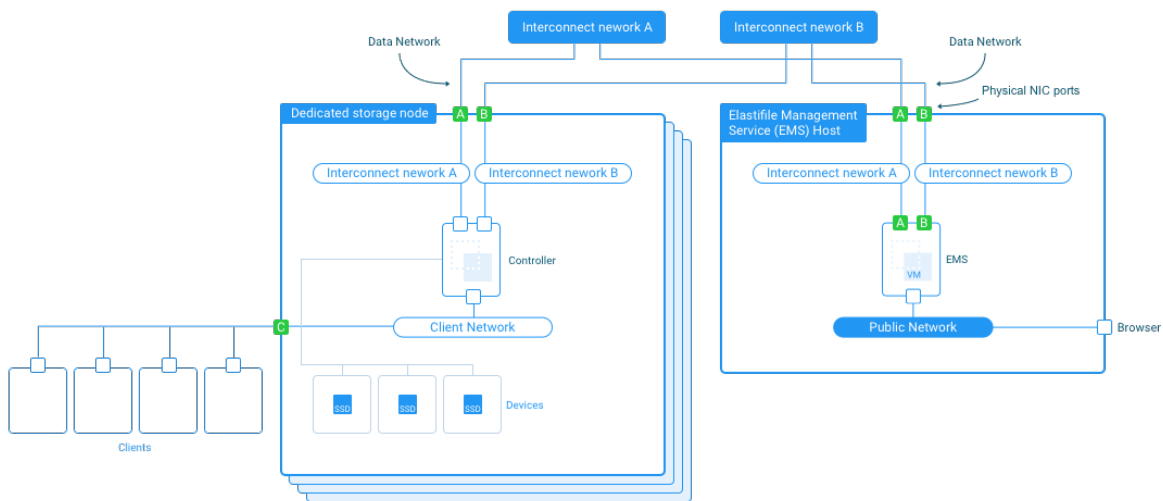 Interconnect nework A
Interconnect nework B
Data Network
Data Network
Physical NIC ports
Dedicated storage node
A
B
Elastifile Management
Service (EMS) Host
A
B
Interconnect nework A
Interconnect nework B
Interconnect nework A
Interconnect nework B
A
B
Controller
VM
EMS
C
Client Network
Public Network
Browser
SSD
SSD
SSD
Devices
Clients